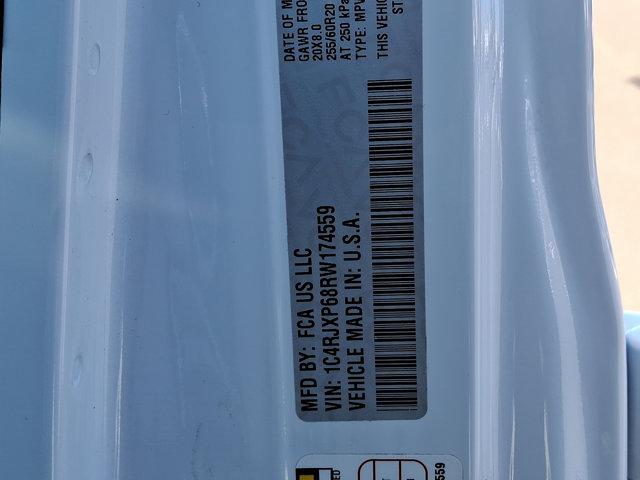 MFD BY: FCA US LLC
DATE OF M
GAWR FRO
VIN: 1C4RJXP68RW174559
20X8.0
255/60R20
VEHICLE MADE IN: U.S.A.
AT 250 kPa
TYPE: MPV
THIS VEHIC
ST
559